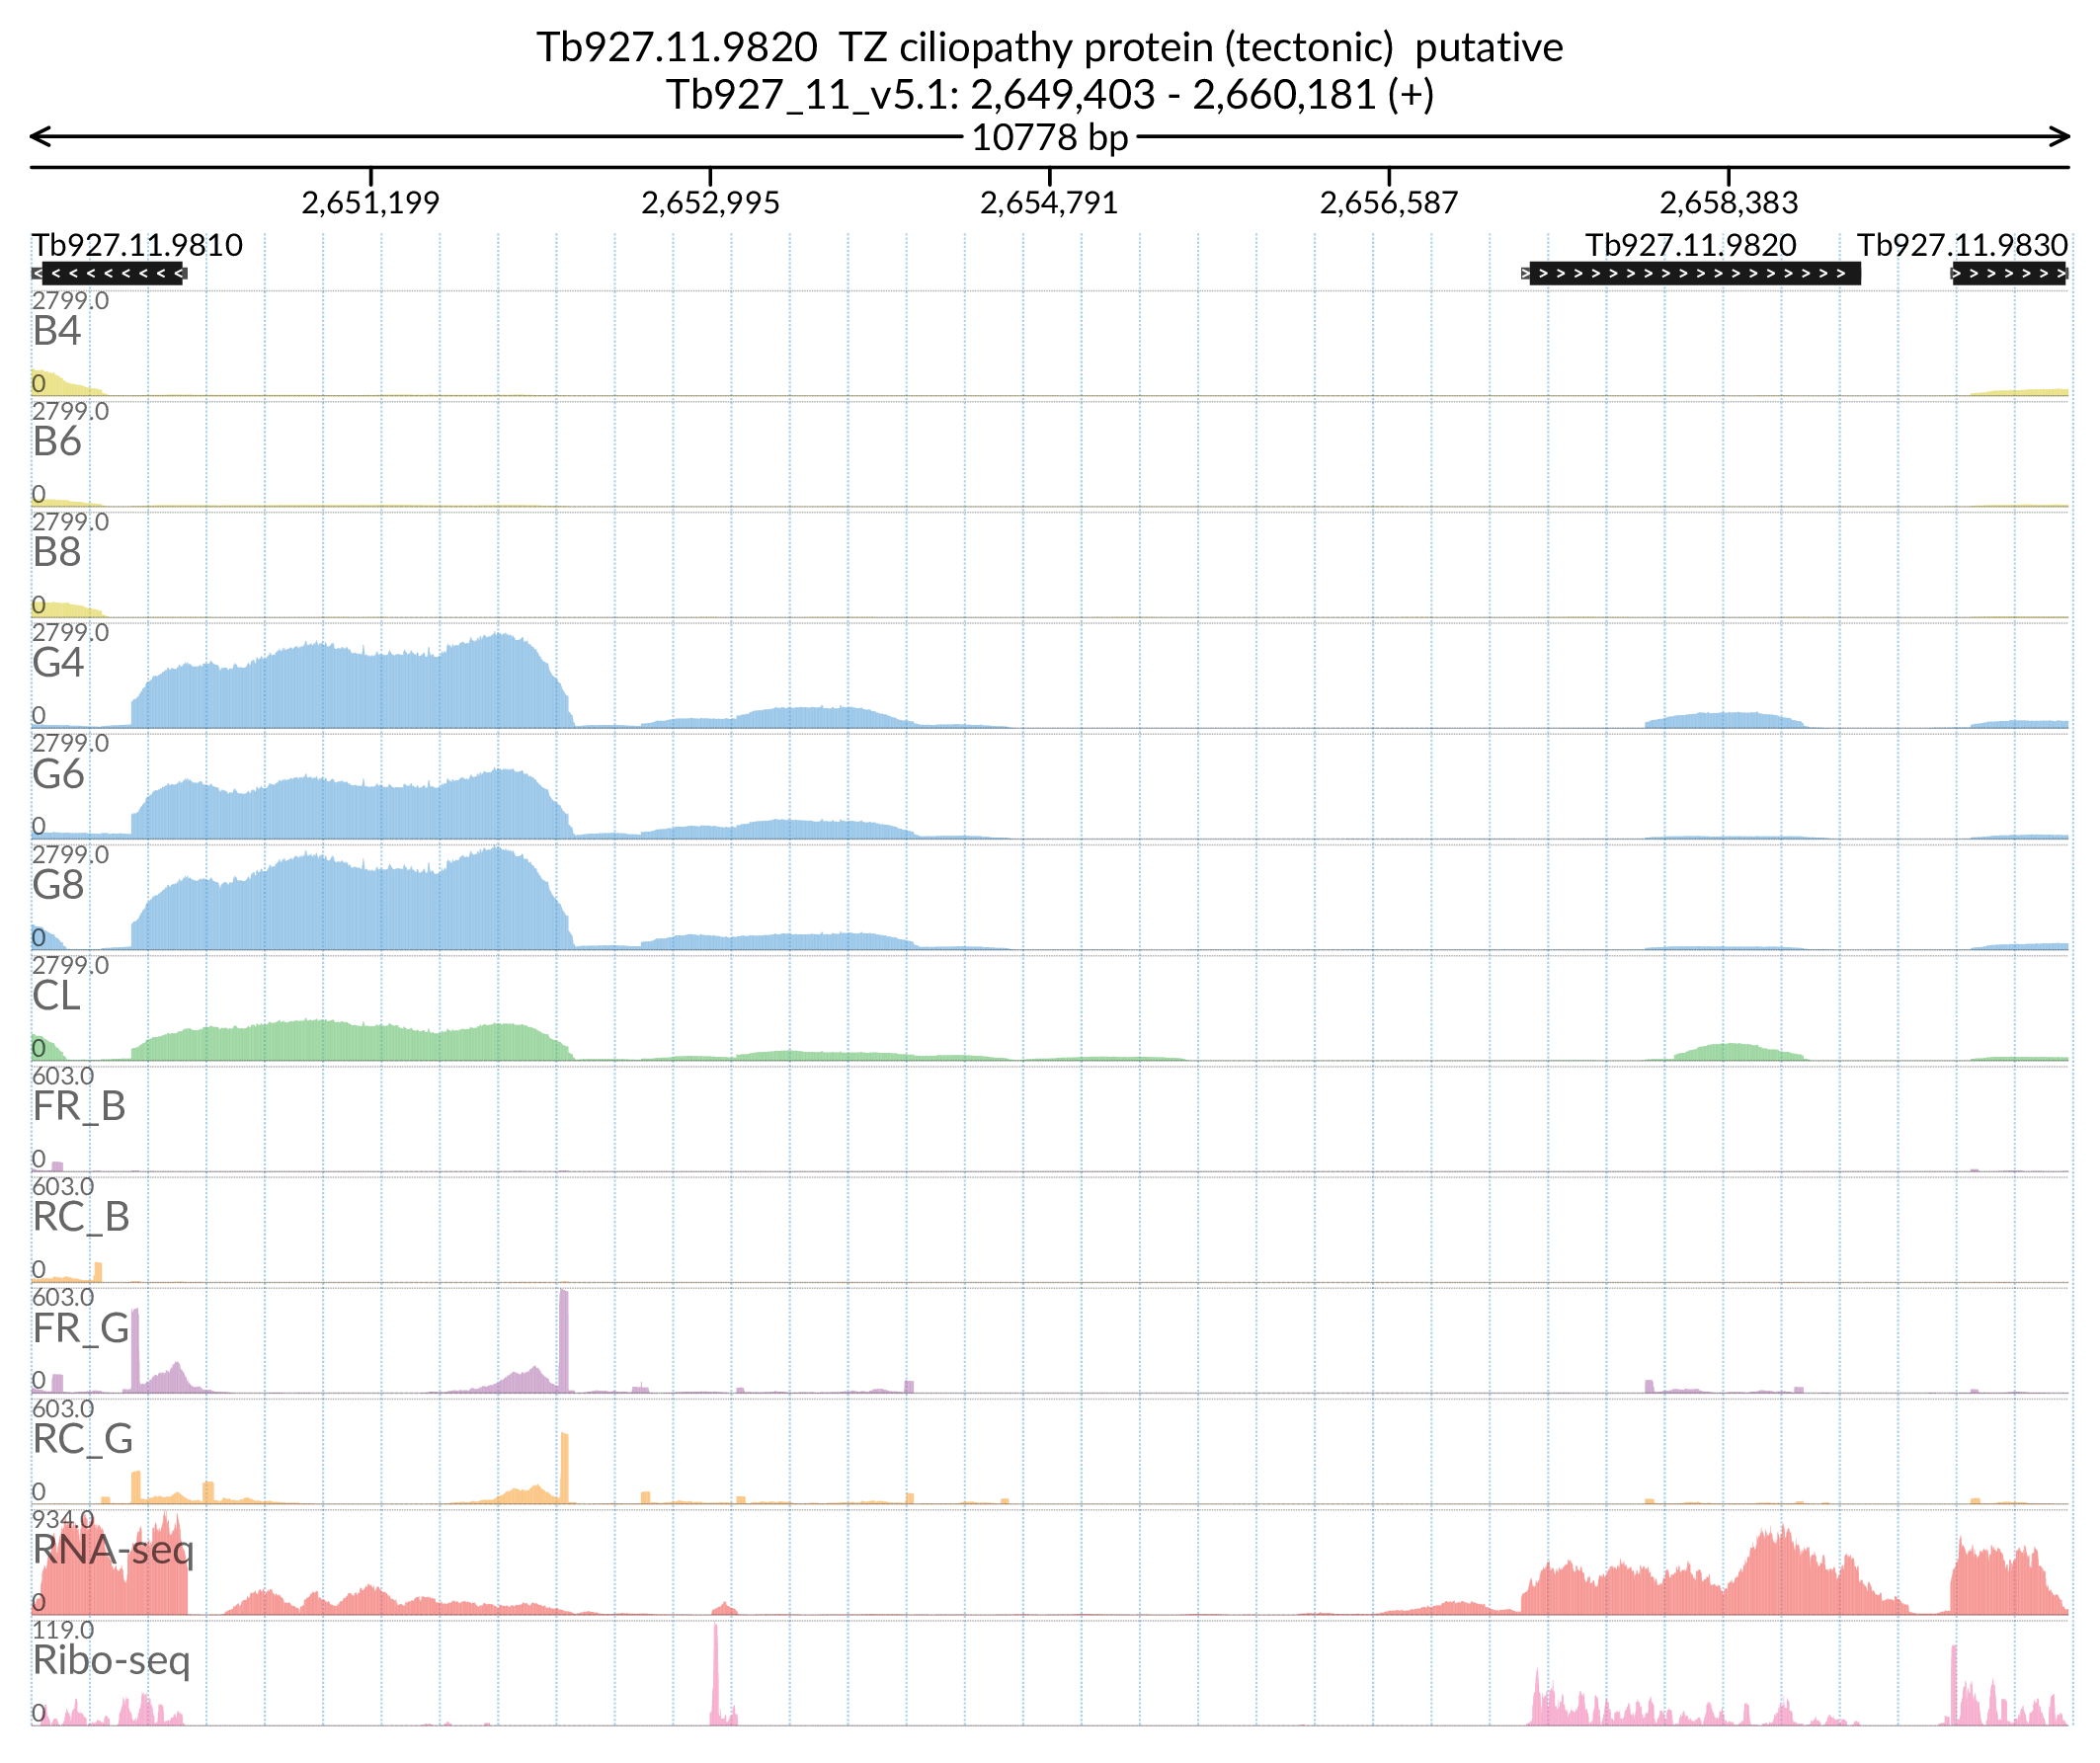 Tb927.11.9820 TZ ciliopathy protein (tectonic) putative
Tb927_11_v5.1: 2,649,403 - 2,660,181 (+)
10778 bp
2,651,199 2,652,995 2,654,791 2,656,587 2,658,383
Tb927.11.9810 Tb927.11.9820 Tb927.11.9830
2799.0
B4
0
2799.0
B6
0
2799.0
B8
0
2799.0
G4
0
2799.0
G6
0
2799.0
G8
0
2799.0
CL
0
603.0
FR_B
0
603.0
RC_B
0
603.0
FR_G
0
603.0
RC_G
0
934.0
RNA-seq
0
119.0
Ribo-seq
0